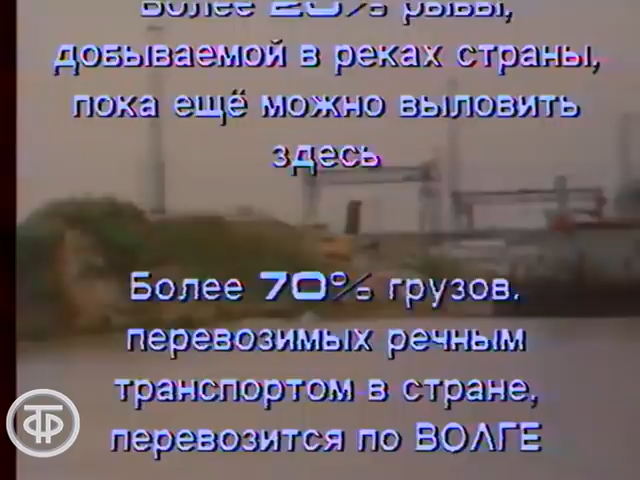 Более 20% рыбы,
добываемой в реках страны,
пока ещё можно выловить
здесь
Более 70% грузов,
перевозимых речным
транспортом в стране,
перевозится по ВОЛГЕ